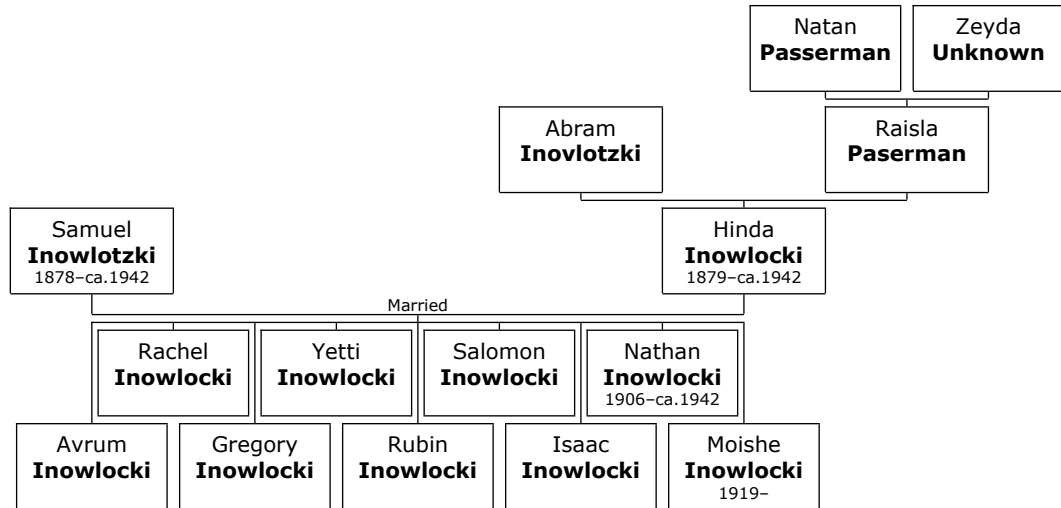 Natan
Passerman
Zeyda
Unknown
Abram
Inovlotzki
Raisla
Paserman
Samuel
Inowlotzki
1878–ca.1942
Hinda
Inowlocki
1879–ca.1942
Married
Rachel
Inowlocki
Yetti
Inowlocki
Salomon
Inowlocki
Nathan
Inowlocki
1906–ca.1942
Avrum
Inowlocki
Gregory
Inowlocki
Rubin
Inowlocki
Isaac
Inowlocki
Moishe
Inowlocki
1919–